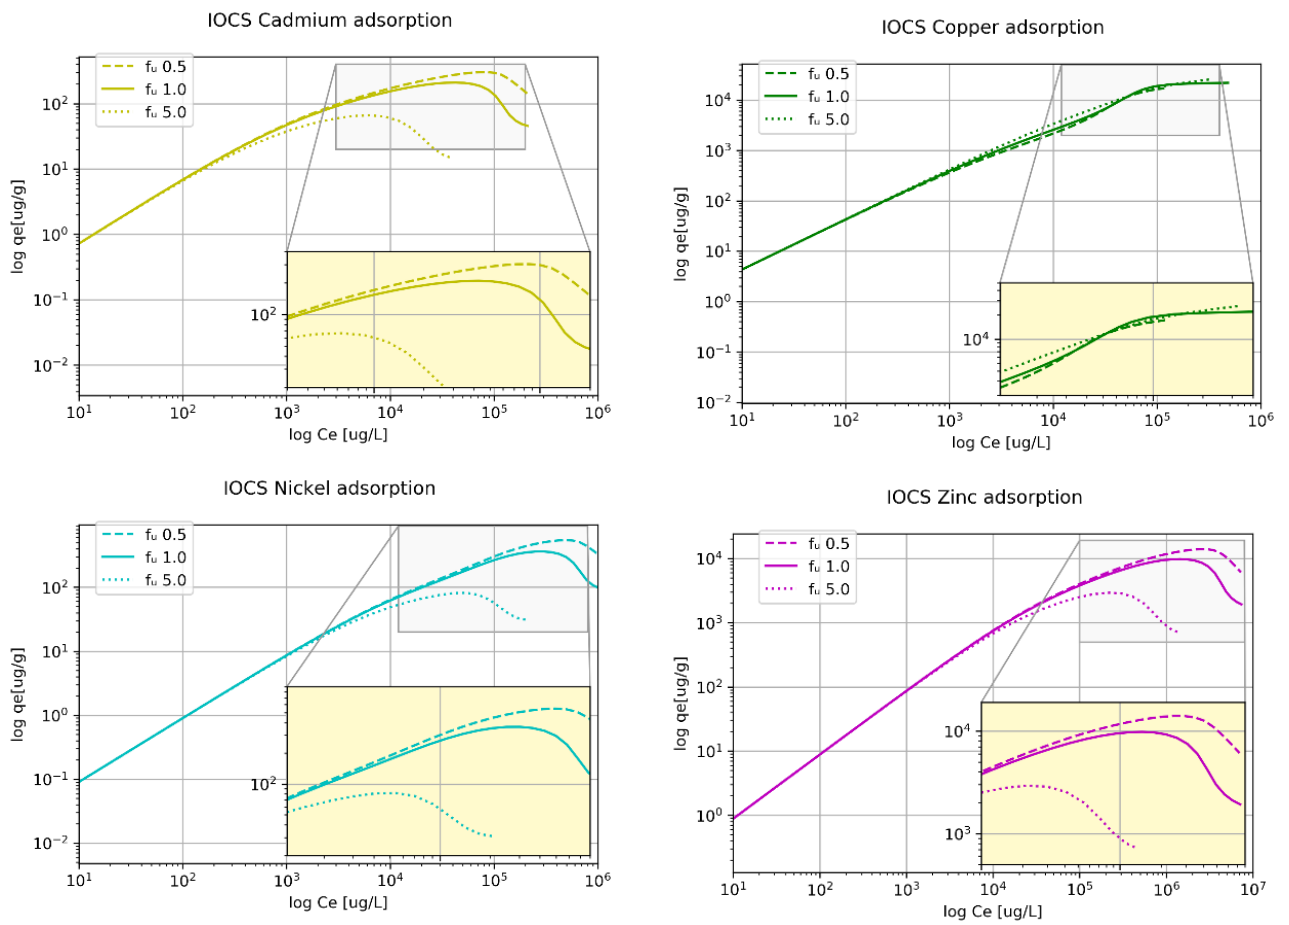 IOCS Cadmium adsorption
fᵤ 0.5
fᵤ 1.0
fᵤ 5.0
log qe[ug/g]
10²
10¹
10⁰
10⁻¹
10⁻²
10²
10¹ 10² 10³ 10⁴ 10⁵ 10⁶
log Ce [ug/L]
IOCS Copper adsorption
fᵤ 0.5
fᵤ 1.0
fᵤ 5.0
log qe[ug/g]
10⁴
10³
10²
10¹
10⁰
10⁻¹
10⁻²
10⁴
10¹ 10² 10³ 10⁴ 10⁵ 10⁶
log Ce [ug/L]
IOCS Nickel adsorption
fᵤ 0.5
fᵤ 1.0
fᵤ 5.0
log qe[ug/g]
10²
10¹
10⁰
10⁻¹
10⁻²
10²
10¹ 10² 10³ 10⁴ 10⁵ 10⁶
log Ce [ug/L]
IOCS Zinc adsorption
fᵤ 0.5
fᵤ 1.0
fᵤ 5.0
log qe[ug/g]
10⁴
10³
10²
10¹
10⁰
10⁴
10³
10¹ 10² 10³ 10⁴ 10⁵ 10⁶ 10⁷
log Ce [ug/L]